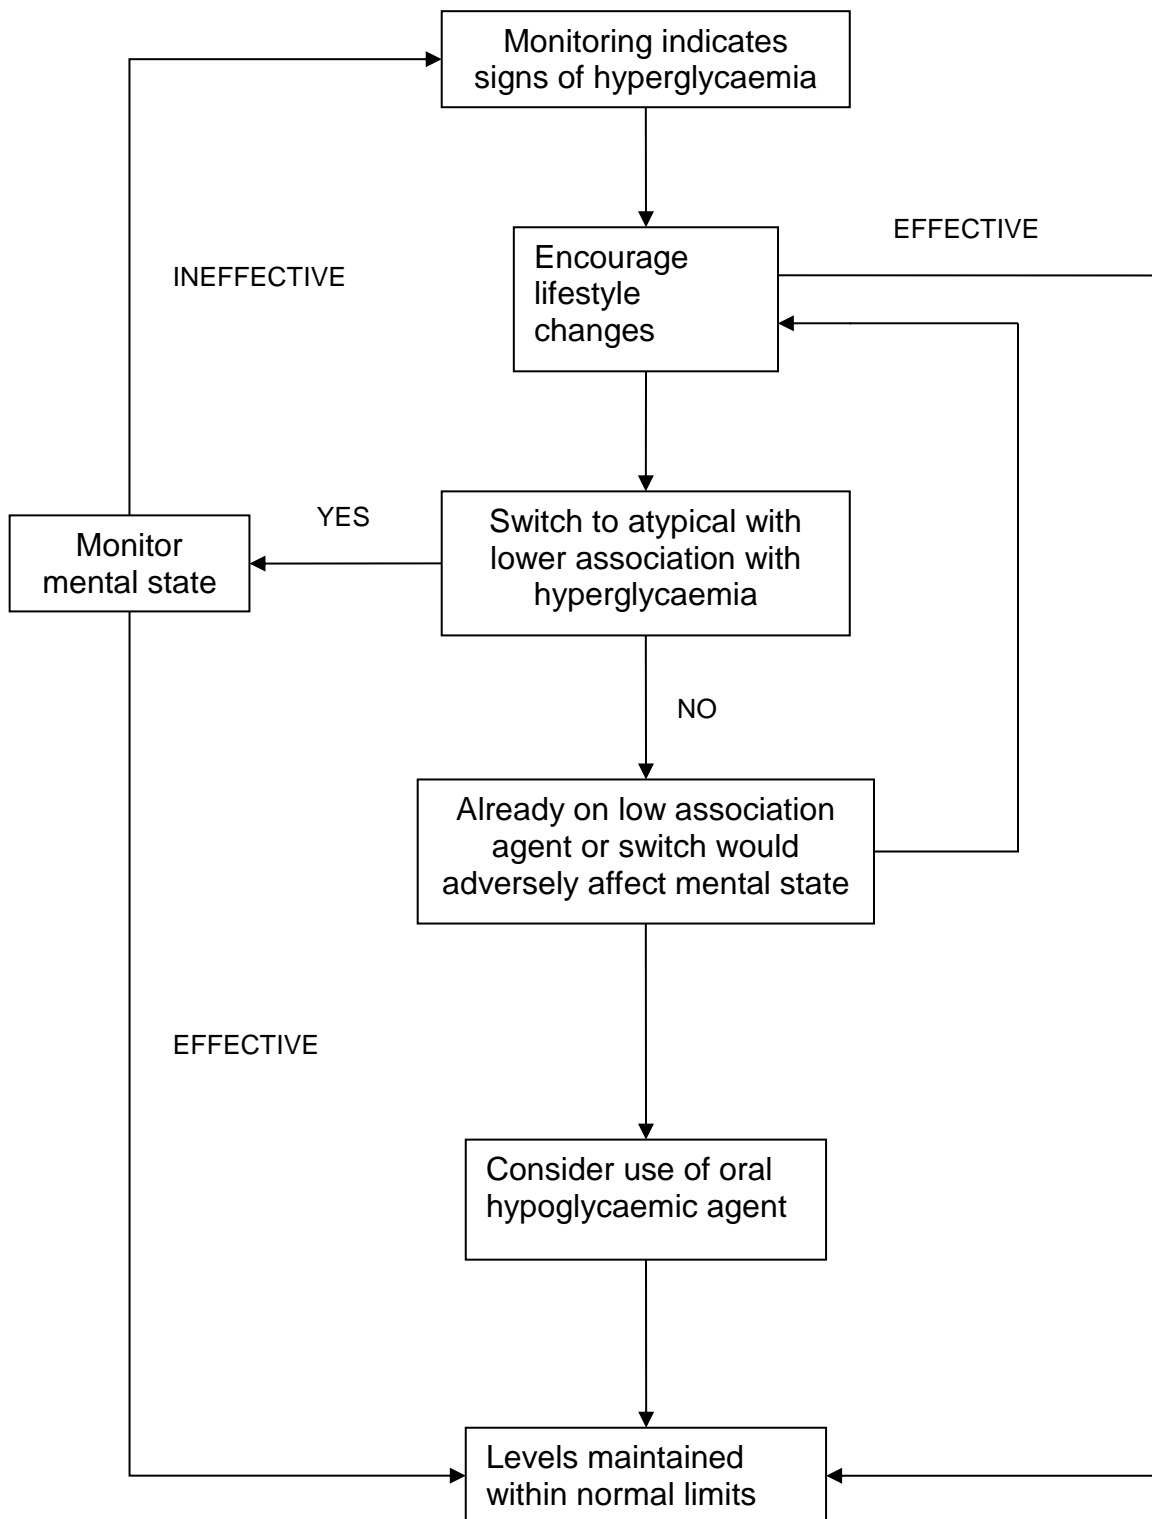 Monitoring indicates
signs of hyperglycaemia
EFFECTIVE
Encourage
lifestyle
changes
INEFFECTIVE
YES
Switch to atypical with
lower association with
hyperglycaemia
Monitor
mental state
NO
Already on low association
agent or switch would
adversely affect mental state
EFFECTIVE
Consider use of oral
hypoglycaemic agent
Levels maintained
within normal limits